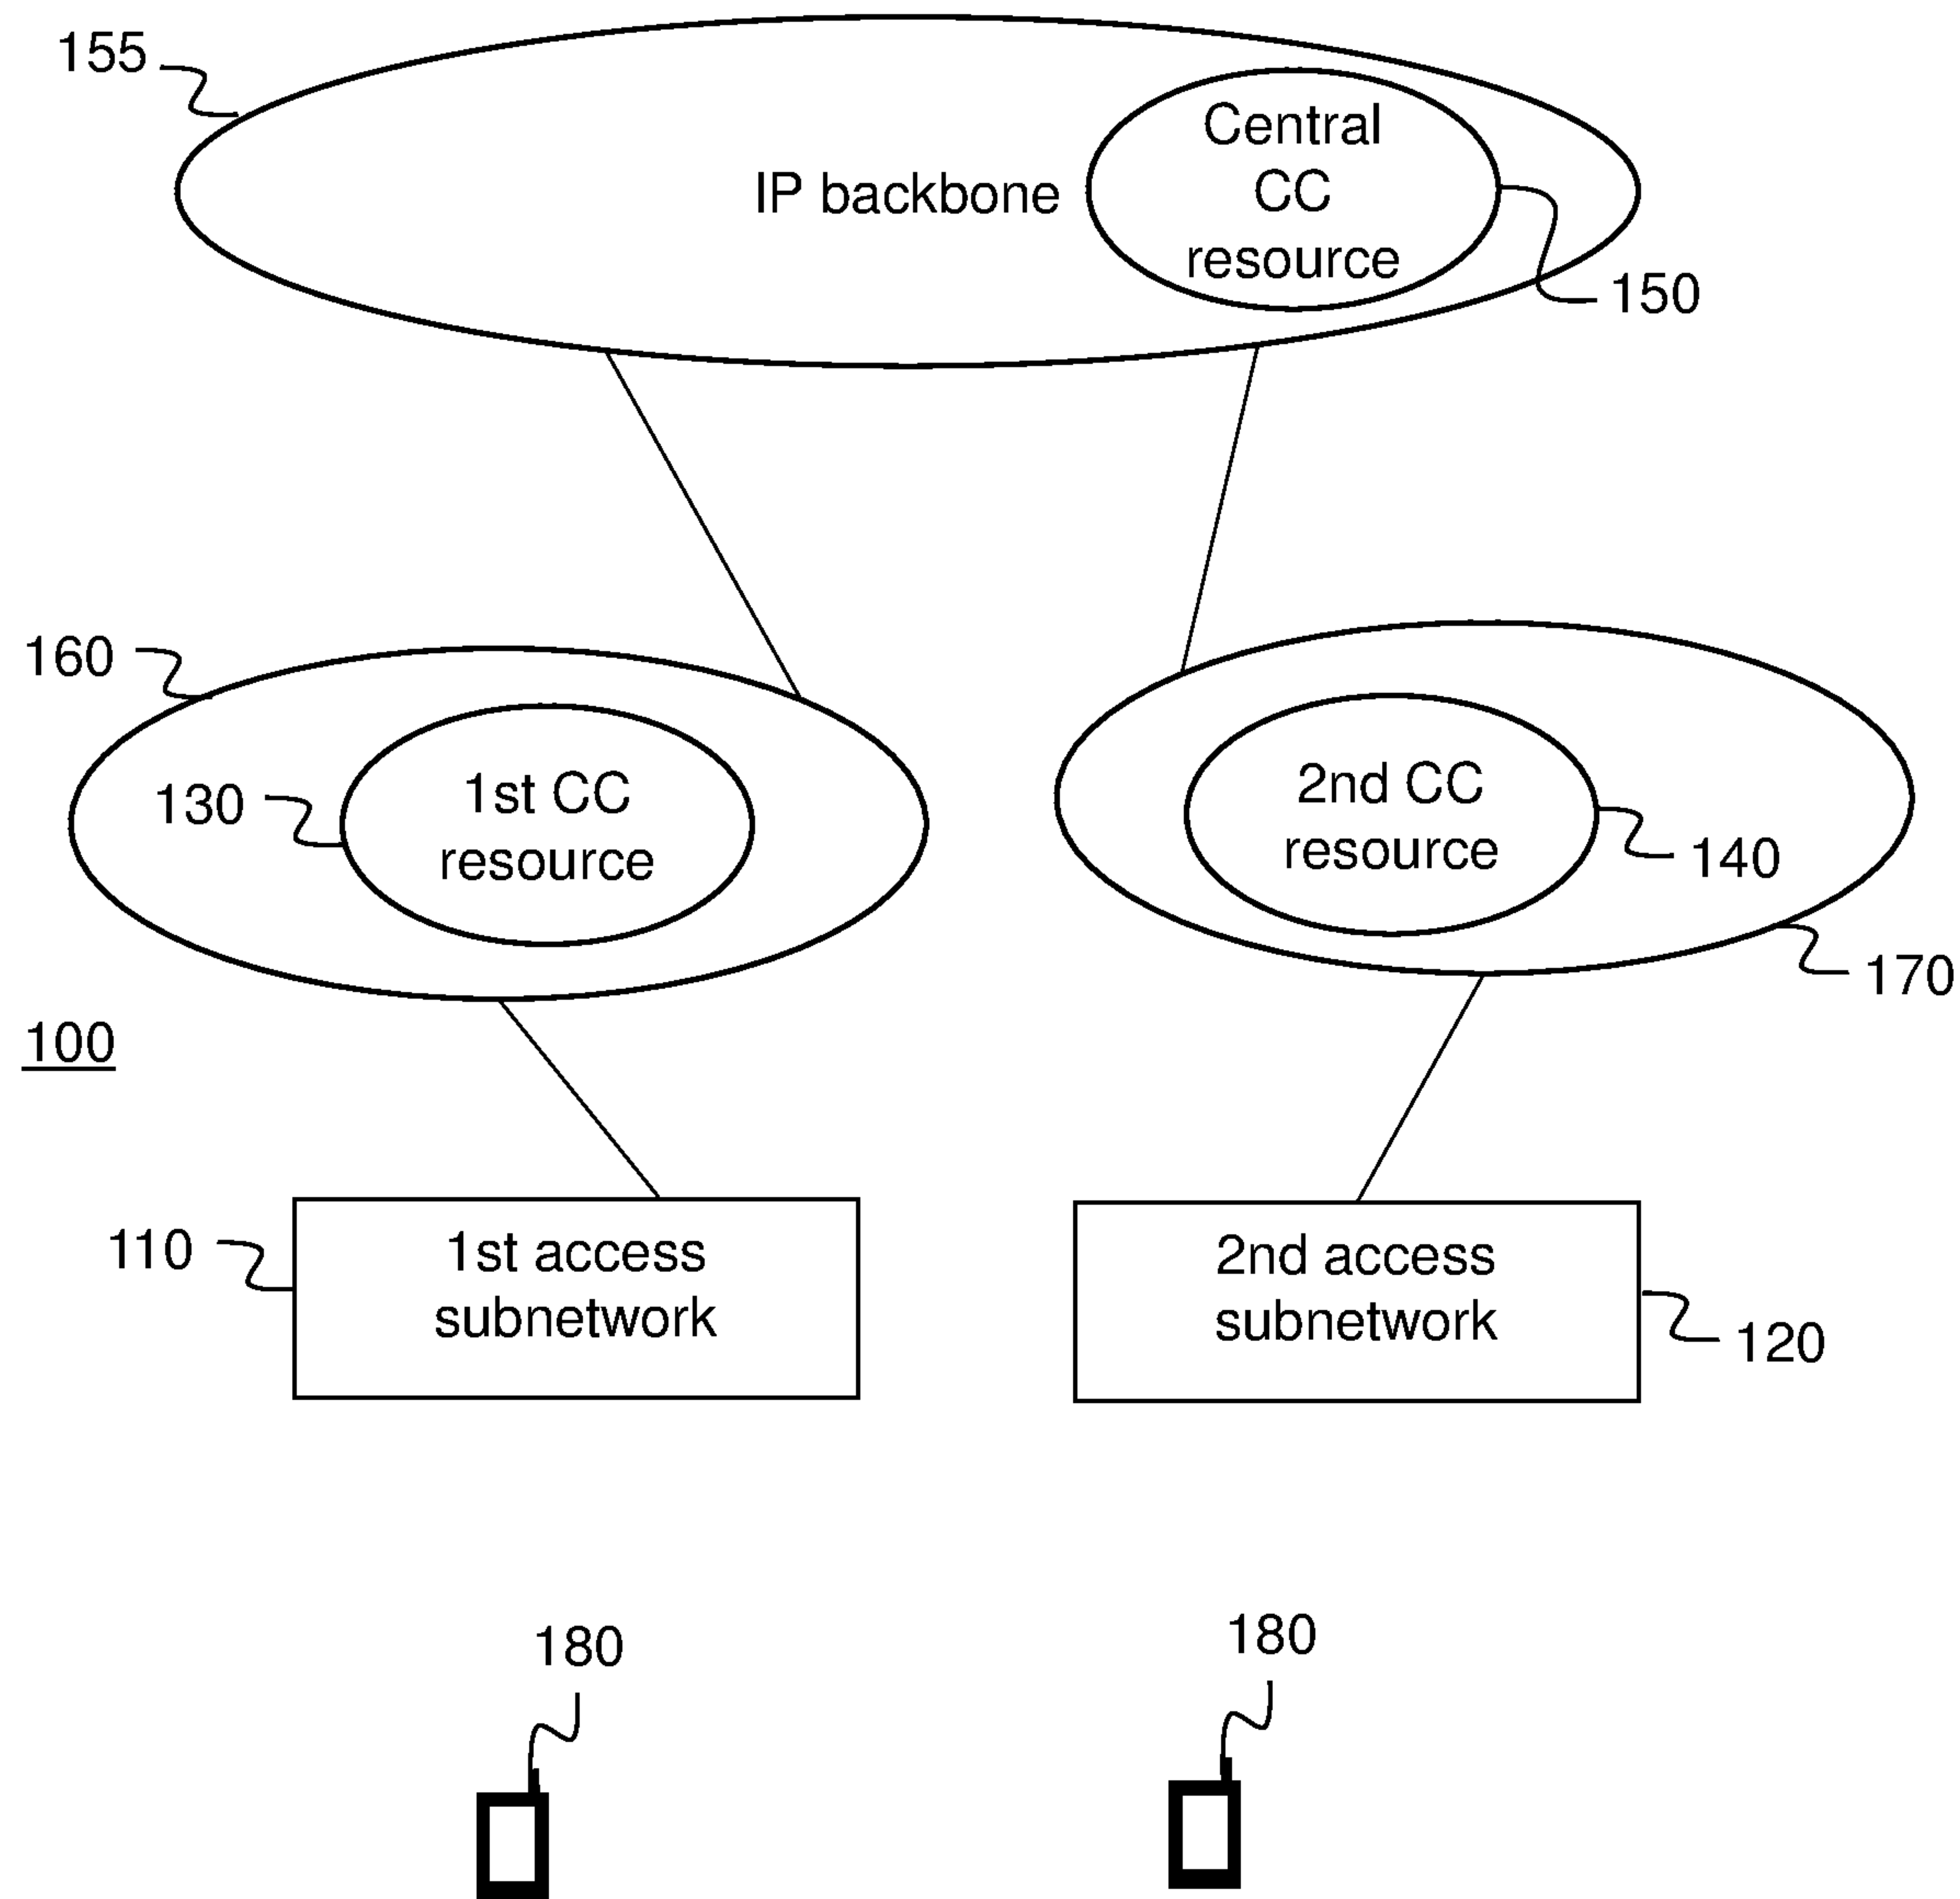 155
Central
CC
resource
IP backbone
150
160
130
1st CC
resource
2nd CC
resource
140
170
100
110
1st access
subnetwork
2nd access
subnetwork
120
180
180